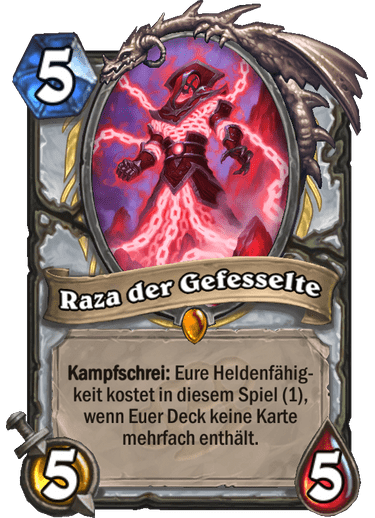 5
Raza der Gefesselte
Kampfschrei: Eure Heldenfähig-
keit kostet in diesem Spiel (1),
wenn Euer Deck keine Karte
mehrfach enthält.
5 5